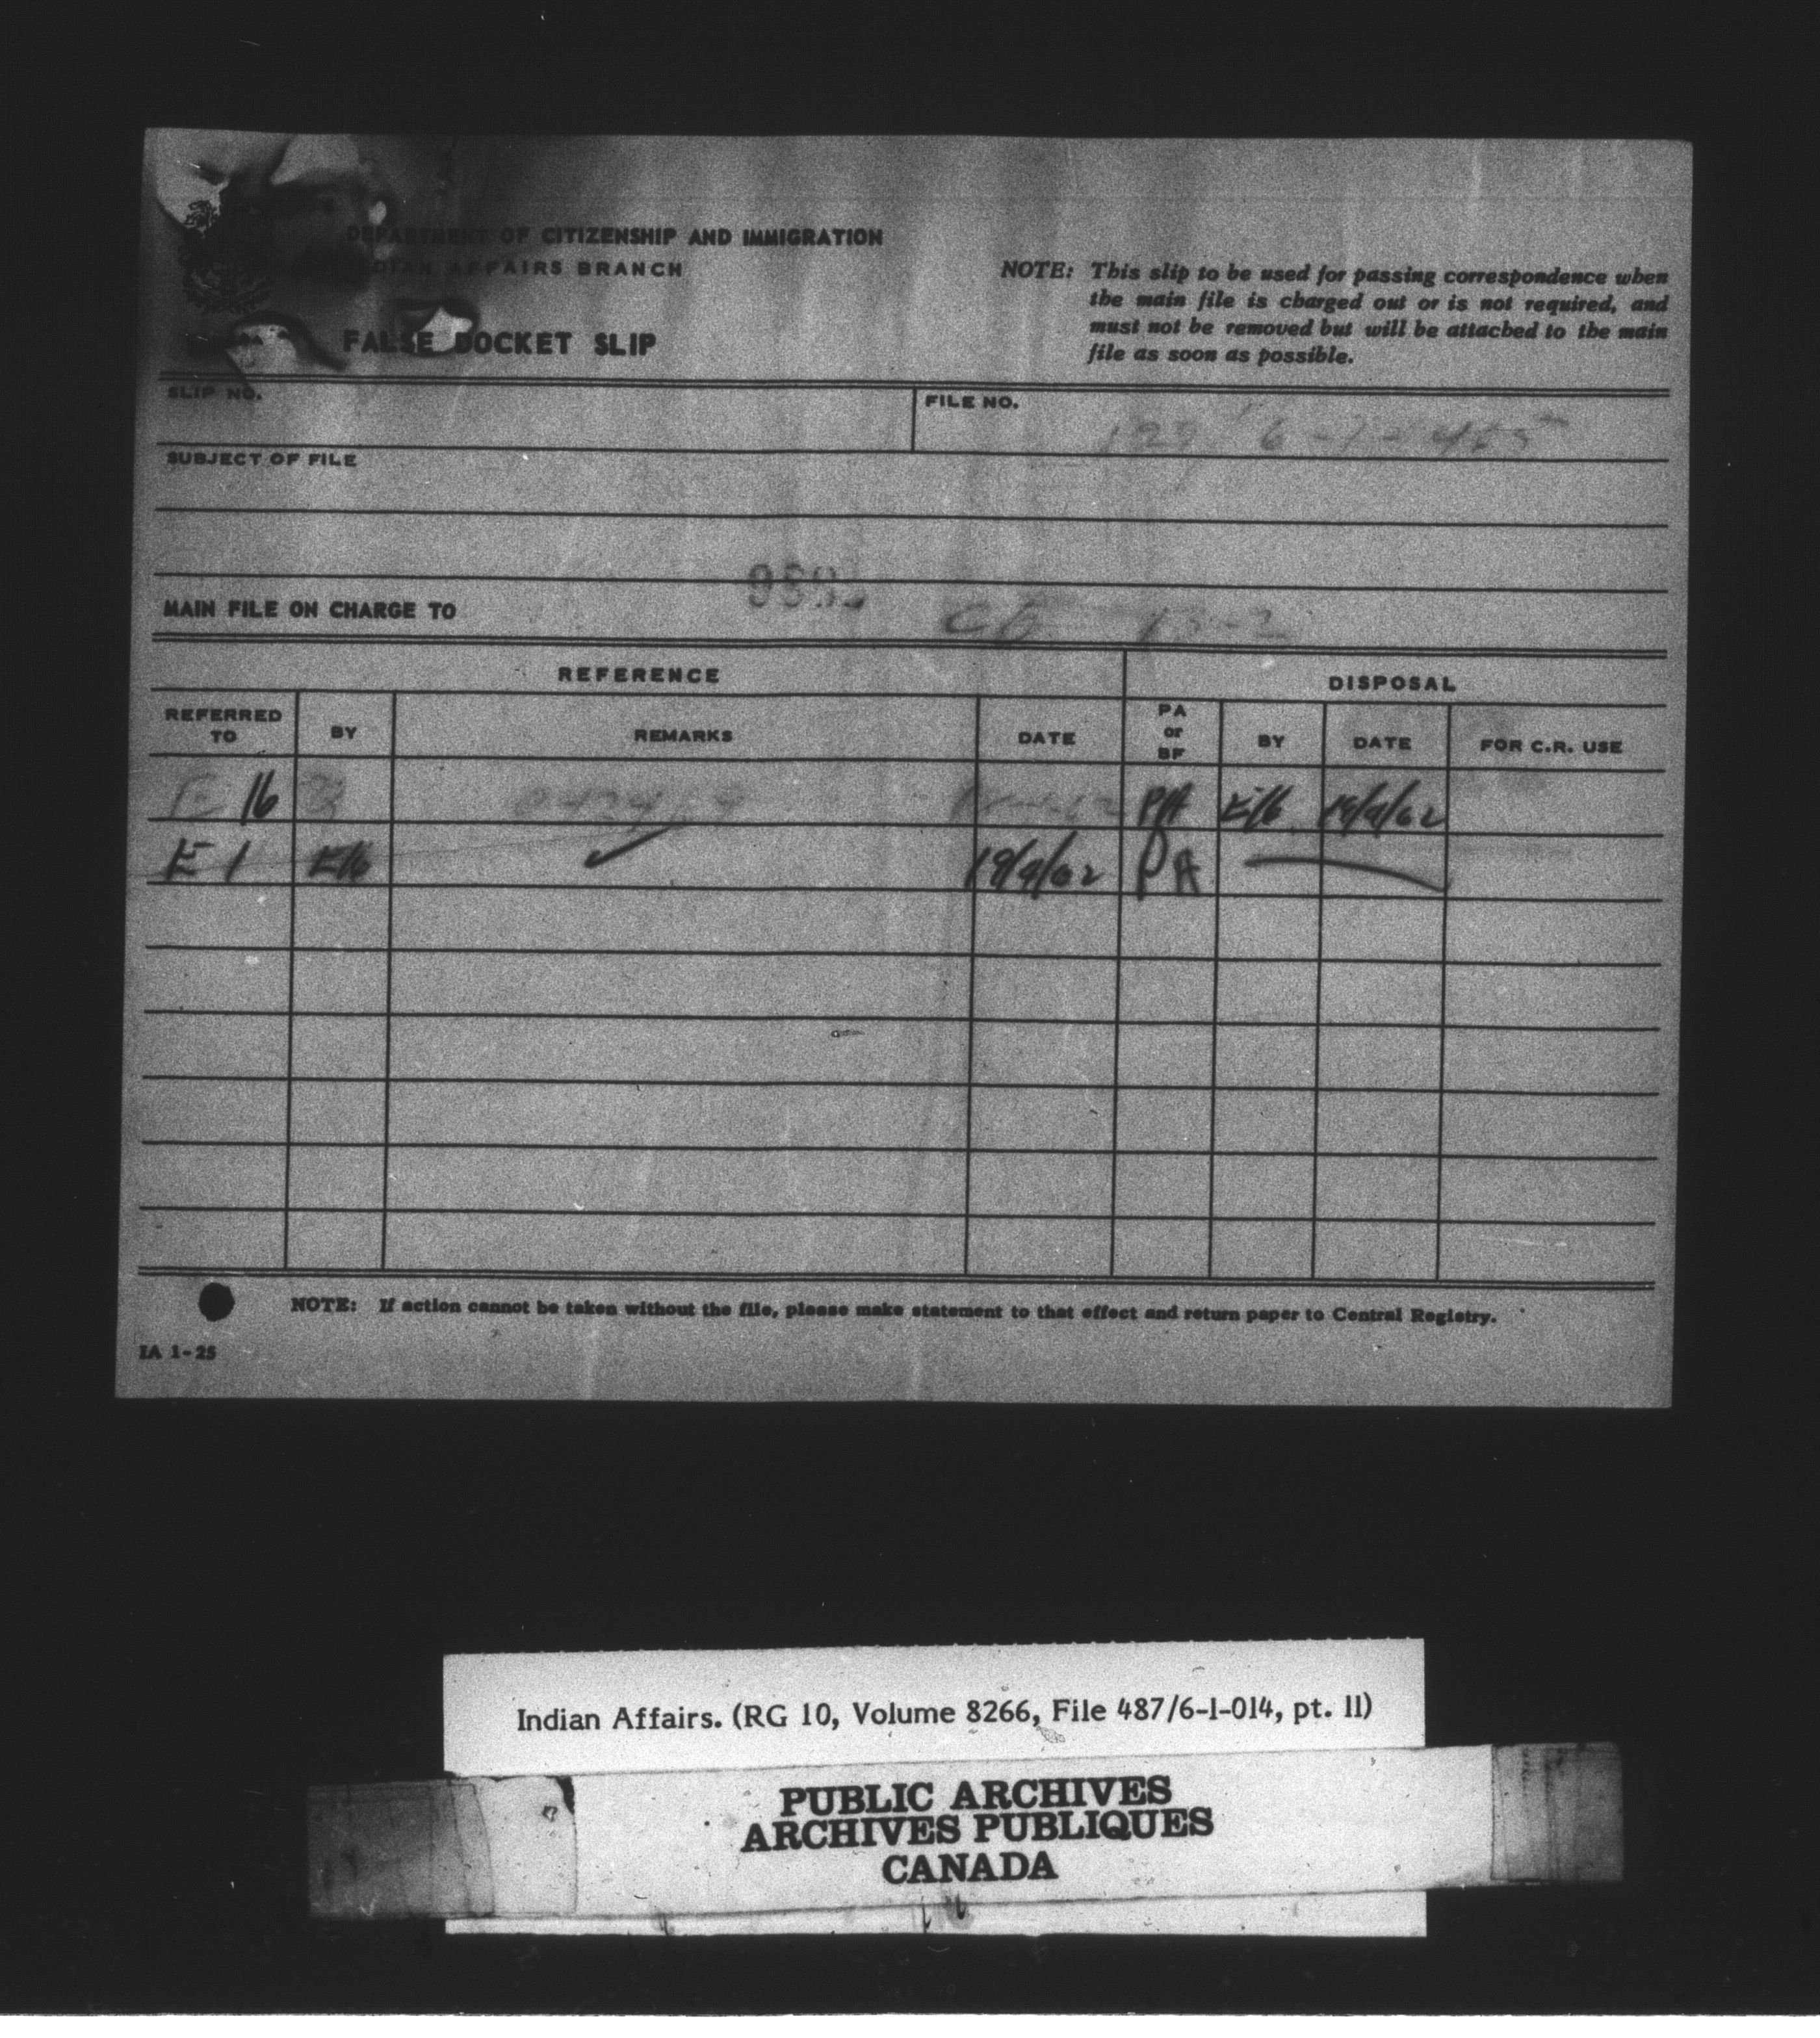 DEPARTMENT OF CITIZENSHIP AND IMMIGRATION
INDIAN AFFAIRS BRANCH
FALSE DOCKET SLIP
NOTE: This slip to be used for passing correspondence when
the main file is charged out or is not required, and
must not be removed but will be attached to the main
file as soon as possible.
SLIP NO.
FILE NO.
SUBJECT OF FILE
MAIN FILE ON CHARGE TO
REFERENCE
DISPOSAL
REFERRED TO BY REMARKS DATE PA or BF BY DATE FOR C.R. USE
E 16 PA E16 19/9/62
E 1 E16 ✓ 19/9/62 PA
NOTE: If action cannot be taken without the file, please make statement to that effect and return paper to Central Registry.
IA 1-25
Indian Affairs. (RG 10, Volume 8266, File 487/6-1-014, pt. 11)
PUBLIC ARCHIVES
ARCHIVES PUBLIQUES
CANADA